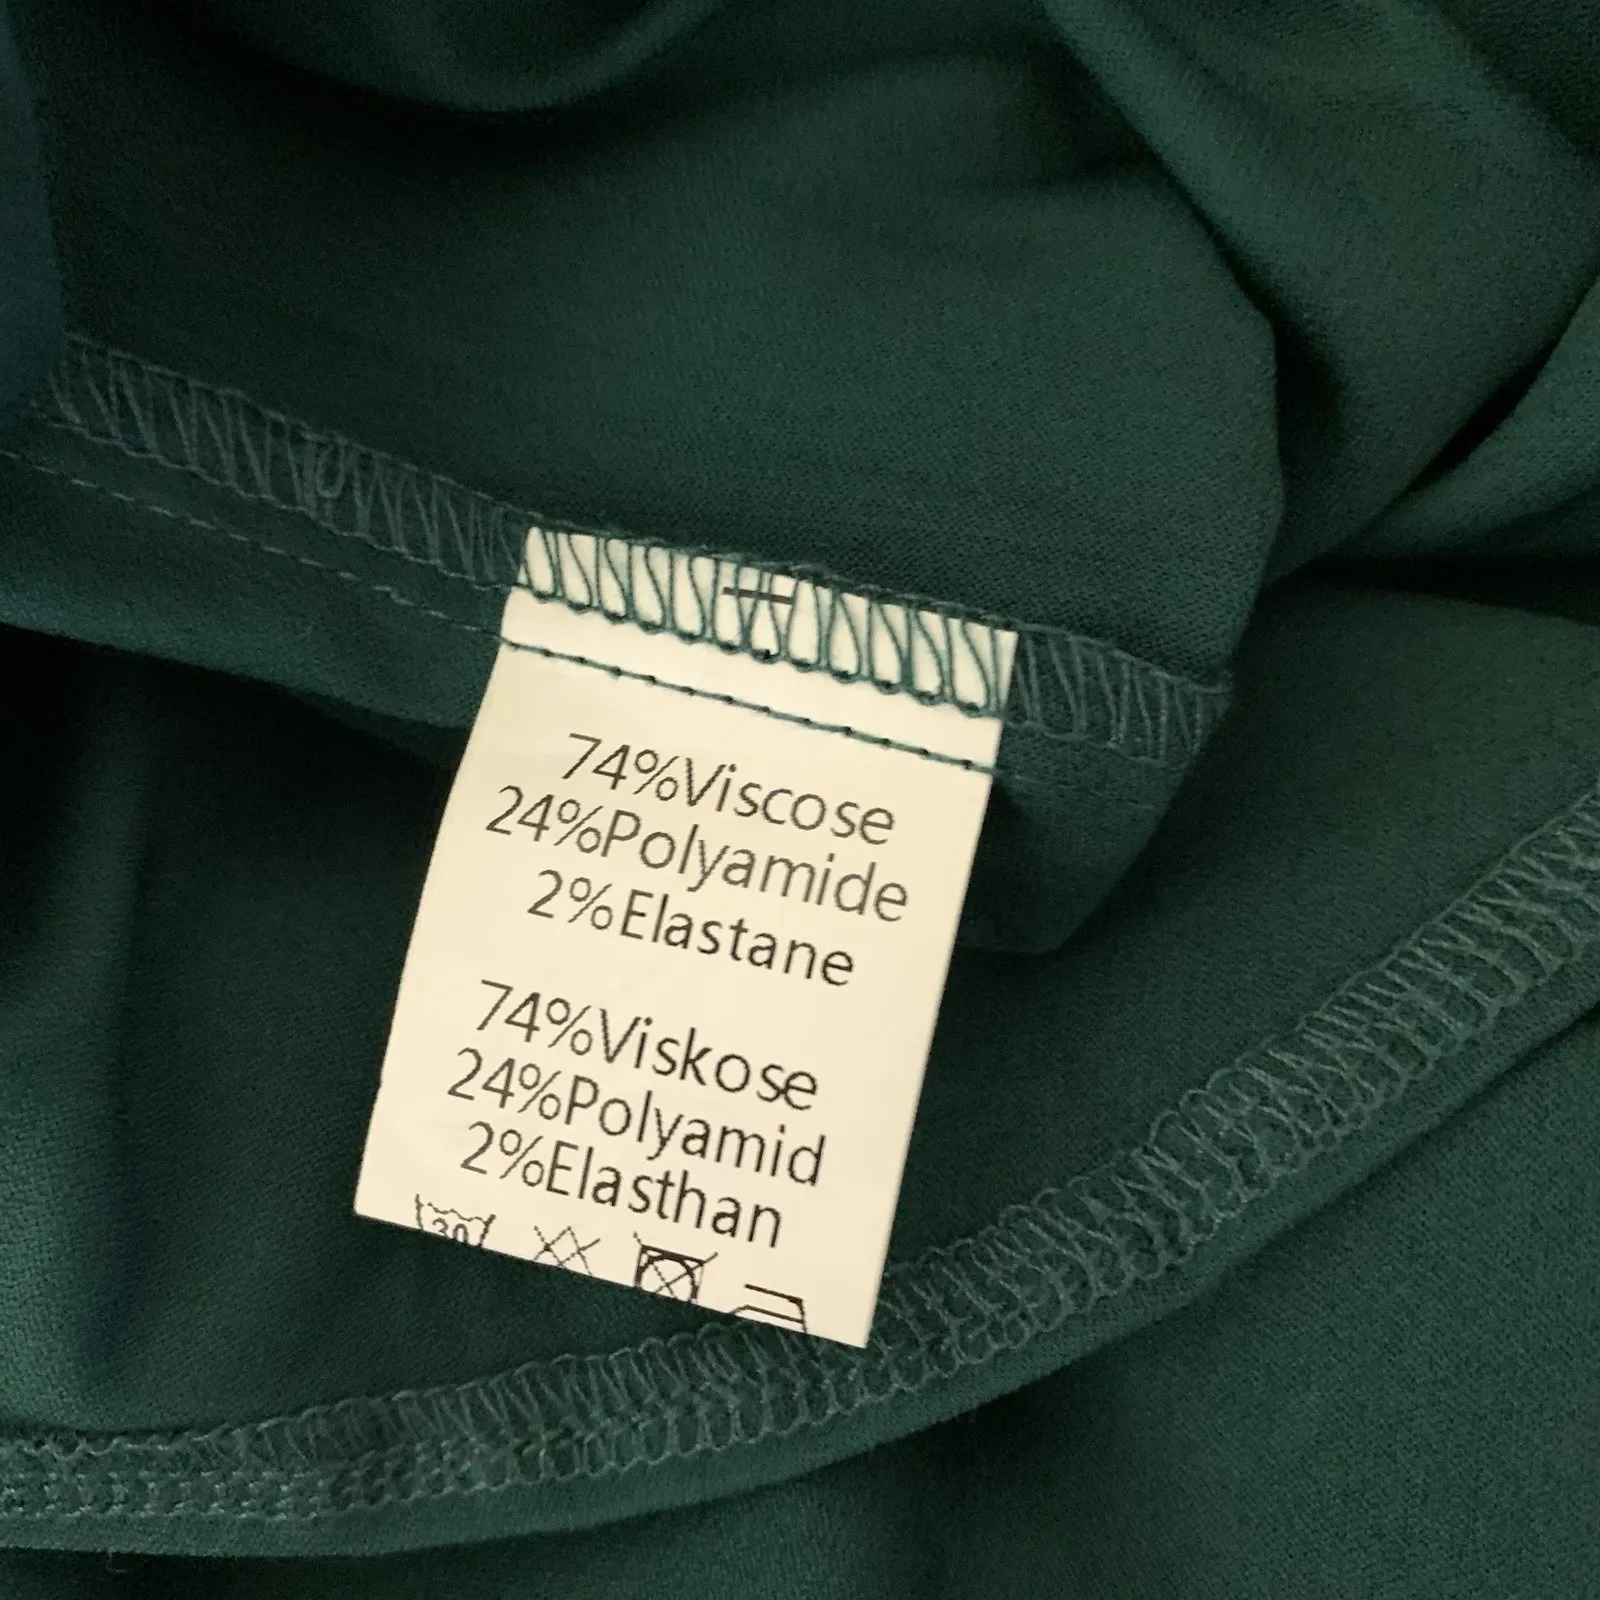 74%Viscose
24%Polyamide
2%Elastane
74%Viskose
24%Polyamid
2%Elasthan
30